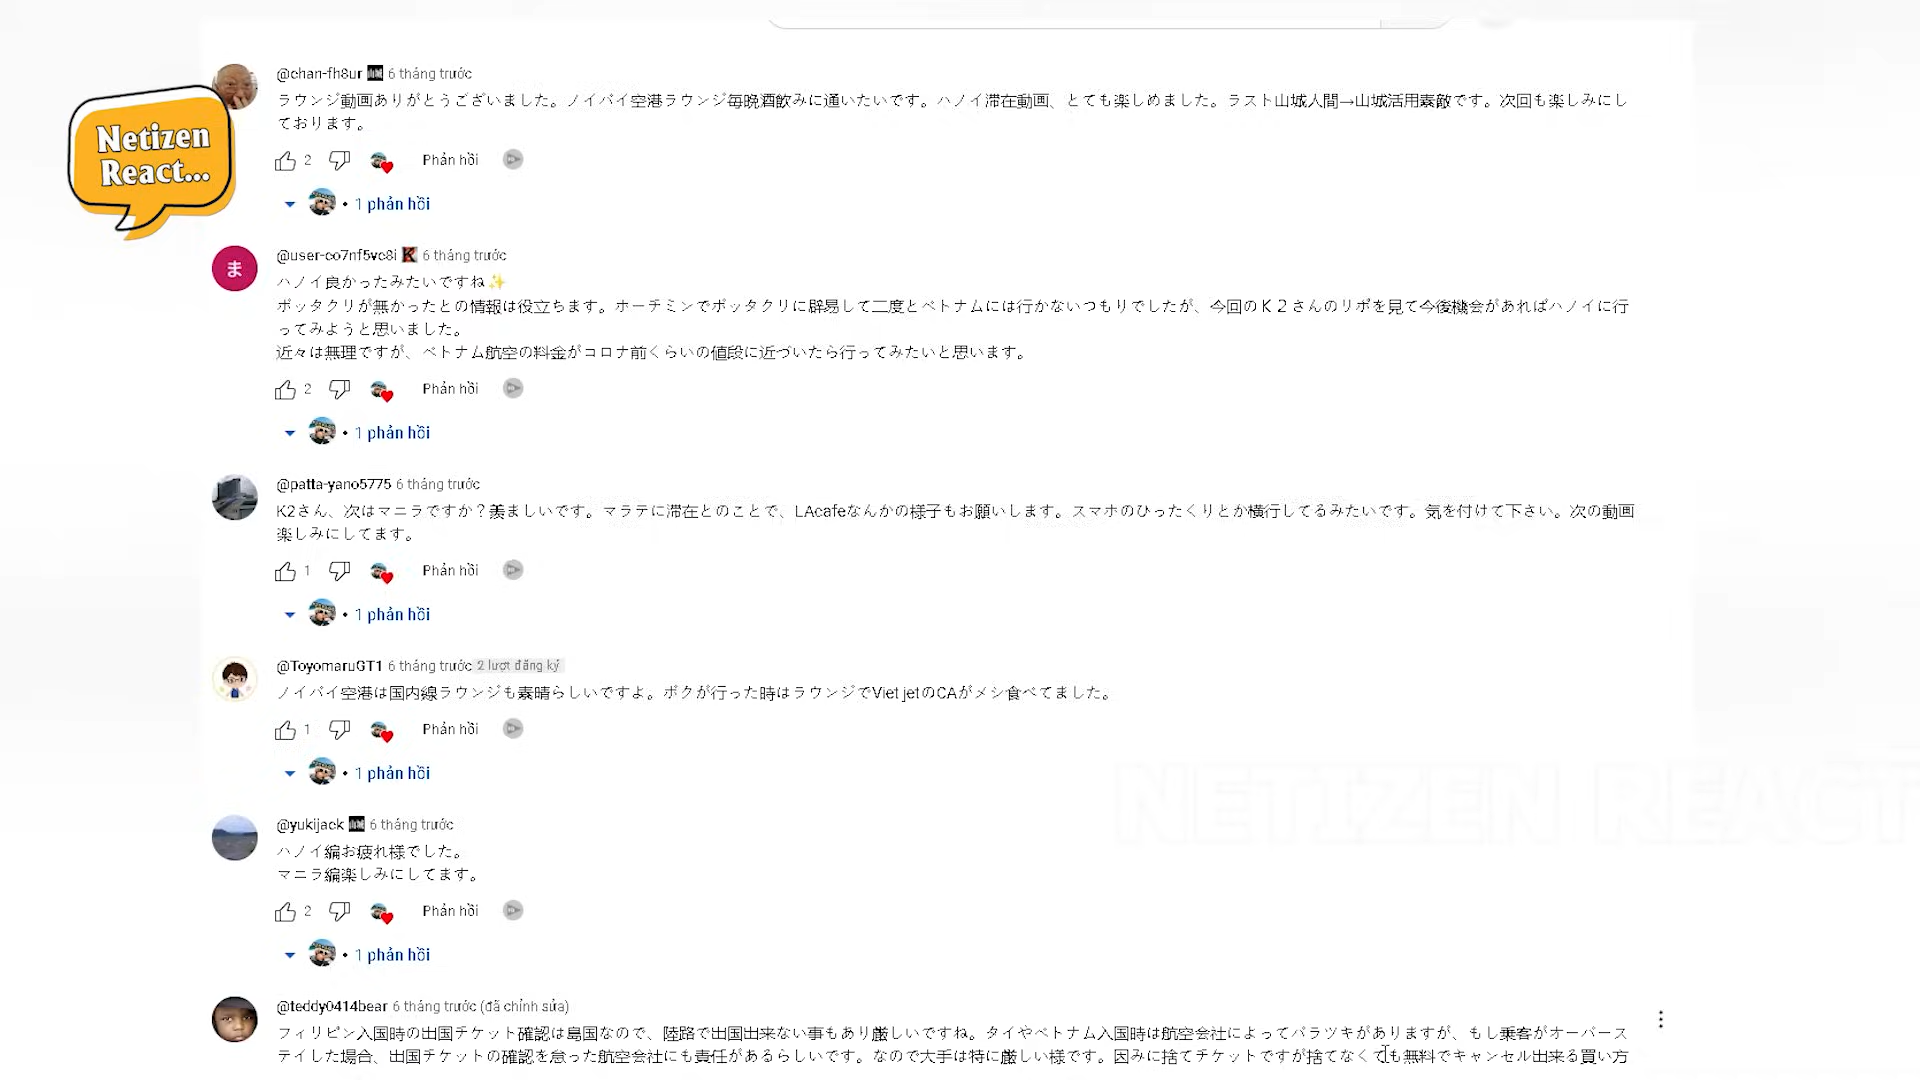 Netizen
React...
@chan-fh8ur 山城 6 tháng trước
ラウンジ動画ありがとうございました。ノイバイ空港ラウンジ毎晩酒飲みに通いたいです。ハノイ滞在動画、とても楽しめました。ラスト山城人間→山城活用素敵です。次回も楽しみにし
ております。
2 Phản hồi
• 1 phản hồi
ま
@user-co7nf5vc8i K 6 tháng trước
ハノイ良かったみたいですね✨
ボッタクリが無かったとの情報は役立ちます。ホーチミンでボッタクリに辟易して二度とベトナムには行かないつもりでしたが、今回のK2さんのリポを見て今後機会があればハノイに行
ってみようと思いました。
近々は無理ですが、ベトナム航空の料金がコロナ前くらいの値段に近づいたら行ってみたいと思います。
2 Phản hồi
• 1 phản hồi
@patta-yano5775 6 tháng trước
K2さん、次はマニラですか？羨ましいです。マラテに滞在とのことで、LAcafeなんかの様子もお願いします。スマホのひったくりとか横行してるみたいです。気を付けて下さい。次の動画
楽しみにしてます。
1 Phản hồi
• 1 phản hồi
@ToyomaruGT1 6 tháng trước 2 lượt đăng ký
ノイバイ空港は国内線ラウンジも素晴らしいですよ。ボクが行った時はラウンジでViet jetのCAがメシ食べてました。
1 Phản hồi
• 1 phản hồi
NETIZEN REACT
@yukijack 山城 6 tháng trước
ハノイ編お疲れ様でした。
マニラ編楽しみにしてます。
2 Phản hồi
• 1 phản hồi
@teddy0414bear 6 tháng trước (đã chỉnh sửa)
フィリピン入国時の出国チケット確認は島国なので、陸路で出国出来ない事もあり厳しいですね。タイやベトナム入国時は航空会社によってバラツキがありますが、もし乗客がオーバース
テイした場合、出国チケットの確認を怠った航空会社にも責任があるらしいです。なので大手は特に厳しい様です。因みに捨てチケットですが捨てなくても無料でキャンセル出来る買い方